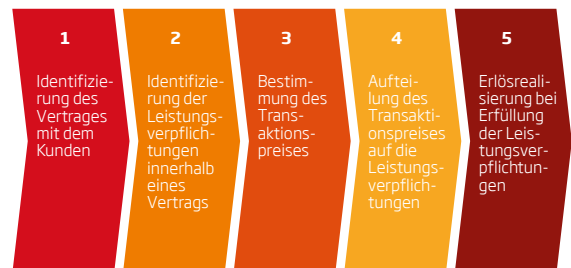 1
Identifizie-
rung des
Vertrages
mit dem
Kunden
2
Identifizie-
rung der
Leistungs-
verpflich-
tungen
innerhalb
eines
Vertrags
3
Bestim-
mung des
Trans-
aktions-
preises
4
Auftei-
lung des
Transakti-
onspreises
auf die
Leistungs-
verpflich-
tungen
5
Erlösreali-
sierung bei
Erfüllung
der Leis-
tungsver-
pflichtun-
gen